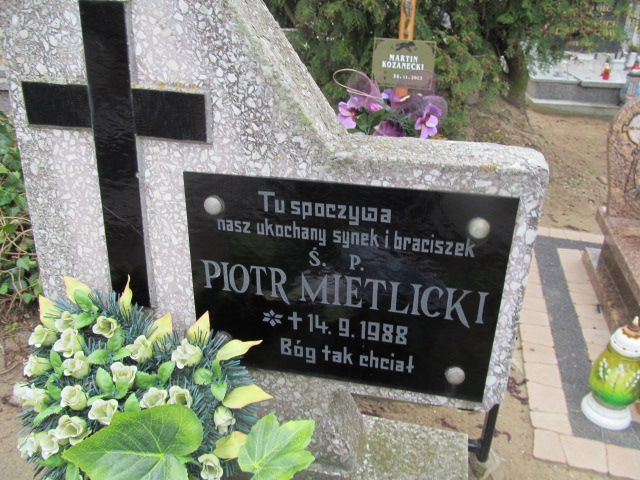 MARTIN
KOZANECKI
Tu spoczywa
nasz ukochany synek i braciszek
Ś. P.
PIOTR MIETLICKI
* + 14. 9. 1988
Bóg tak chciał